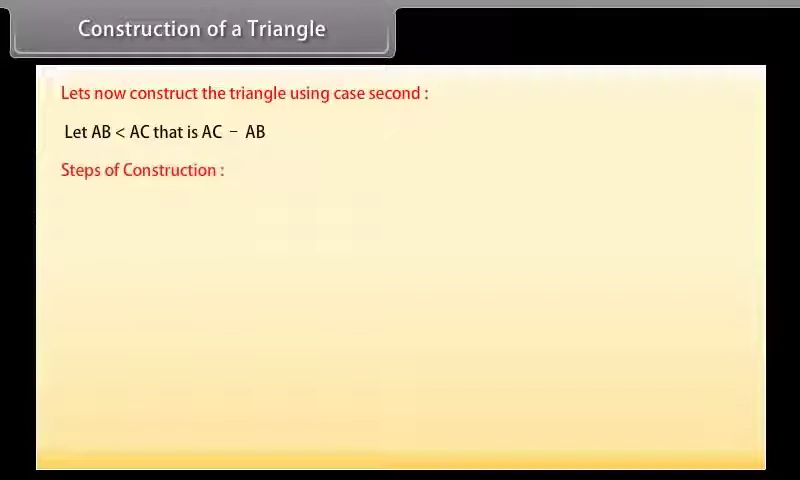 Construction of a Triangle
Lets now construct the triangle using case second :
Let AB < AC that is AC − AB
Steps of Construction :